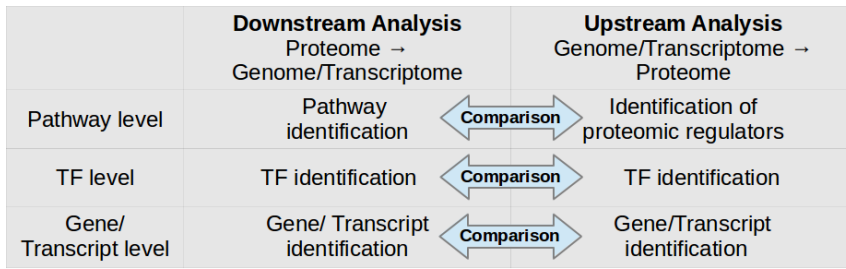 Downstream Analysis
Proteome →
Genome/Transcriptome
Upstream Analysis
Genome/Transcriptome →
Proteome
Pathway level
Pathway
identification
Comparison
Identification of
proteomic regulators
TF level
TF identification
Comparison
TF identification
Gene/
Transcript level
Gene/ Transcript
identification
Comparison
Gene/Transcript
identification